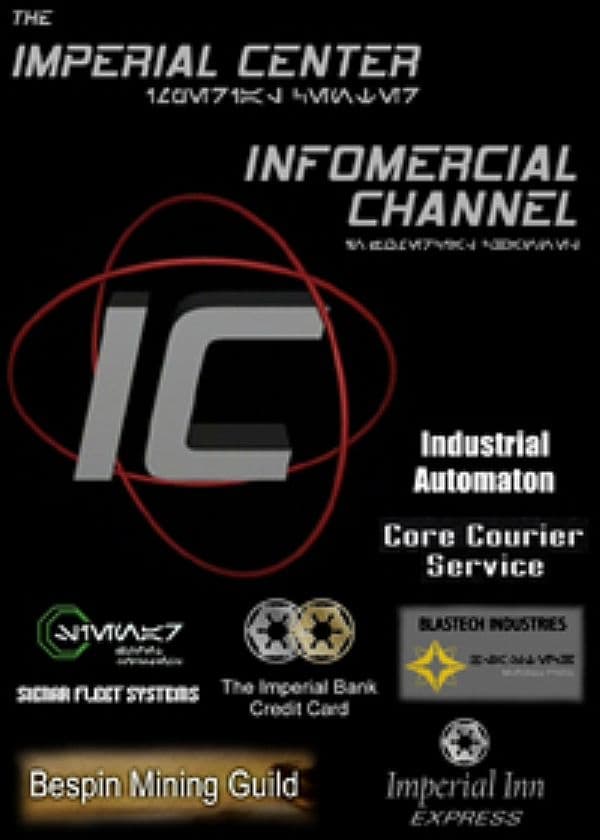 THE
IMPERIAL CENTER
INFOMERCIAL
CHANNEL
IC
Industrial
Automaton
Core Courier
Service
SIENAR FLEET SYSTEMS
The Imperial Bank
Credit Card
BLASTECH INDUSTRIES
Bespin Mining Guild
Imperial Inn
EXPRESS